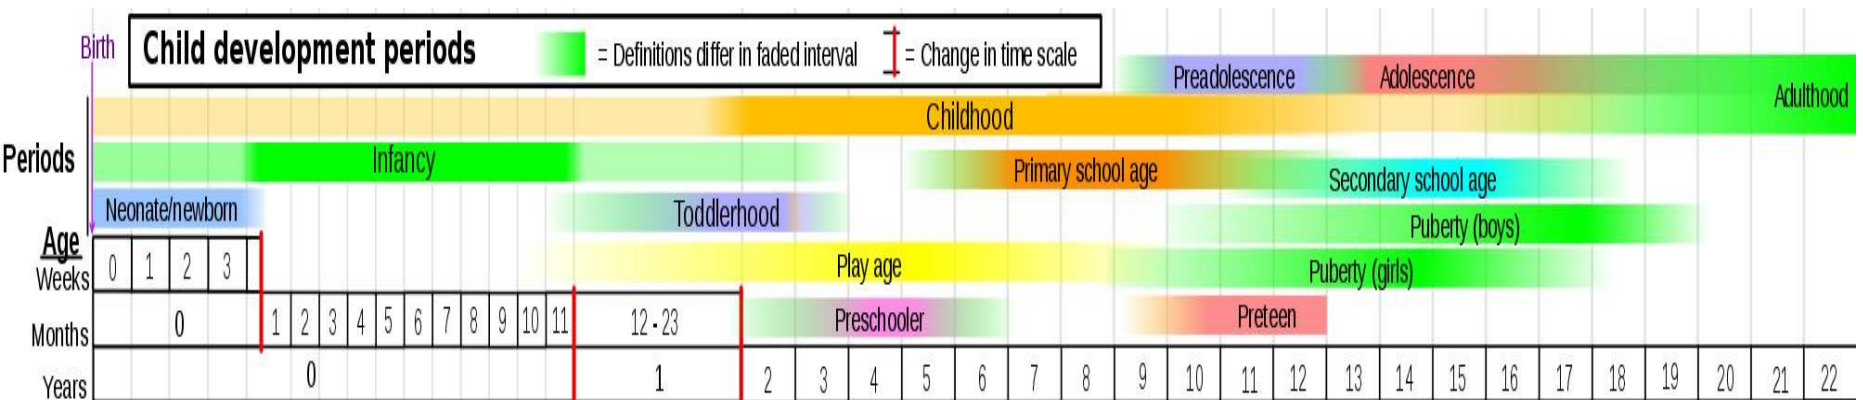 Birth
Child development periods
= Definitions differ in faded interval
= Change in time scale
Preadolescence
Adolescence
Adulthood
Childhood
Periods
Infancy
Primary school age
Secondary school age
Neonate/newborn
Toddlerhood
Puberty (boys)
Age
Weeks
0 1 2 3
Play age
Puberty (girls)
Months
0 1 2 3 4 5 6 7 8 9 10 11 12 - 23
Preschooler
Preteen
Years
0 1 2 3 4 5 6 7 8 9 10 11 12 13 14 15 16 17 18 19 20 21 22